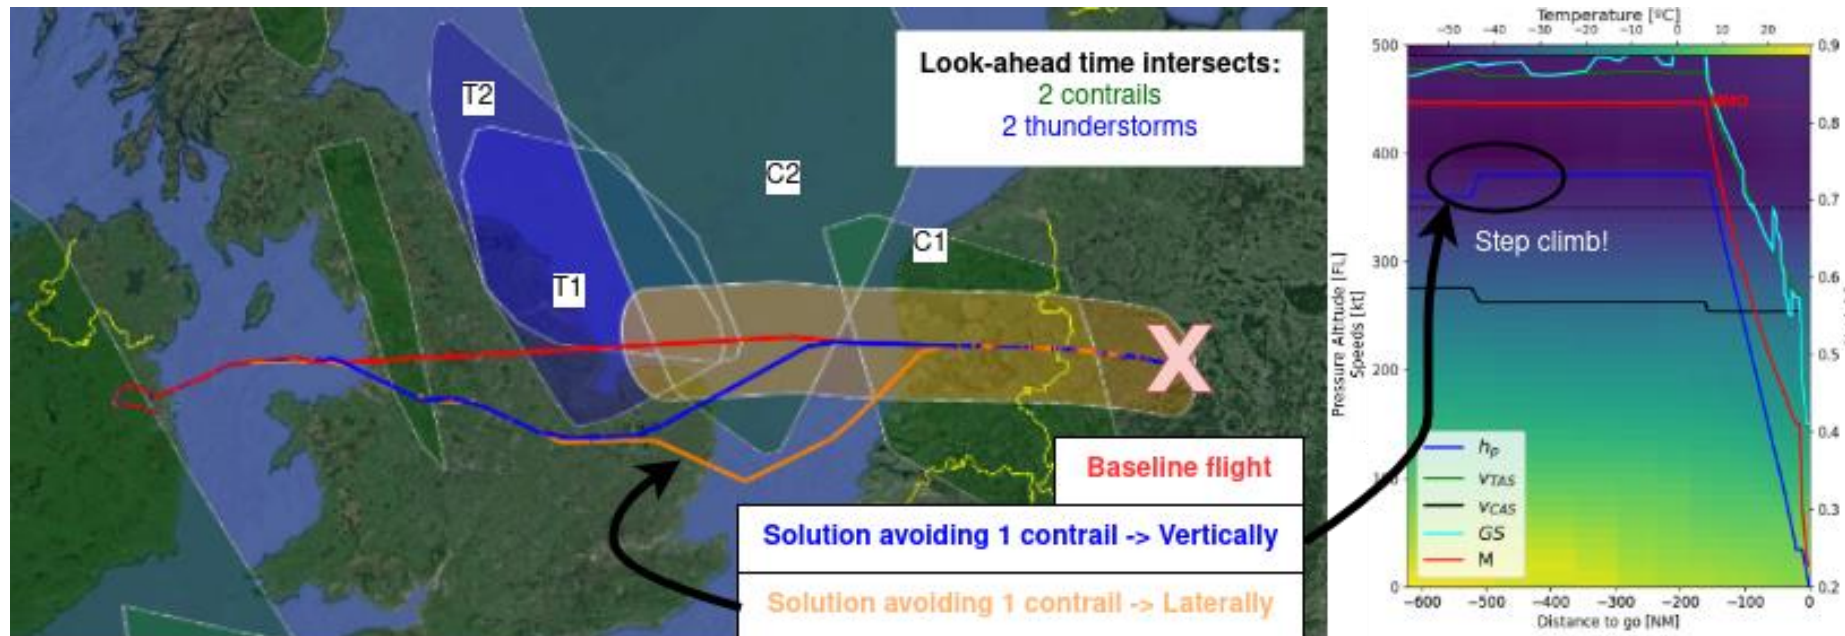 T2
T1
C2
C1
Look-ahead time intersects:
2 contrails
2 thunderstorms
X
Baseline flight
Solution avoiding 1 contrail -> Vertically
Solution avoiding 1 contrail -> Laterally
Temperature [ºC]
−50 −40 −30 −20 −10 0 10 20
Pressure Altitude [FL]
Speeds [kt]
500
400
300
200
0
0.9
0.8
0.7
0.6
0.5
0.4
0.3
0.2
MMO
Step climb!
hp
vTAS
vCAS
GS
M
−600 −500 −400 −300 −200 −100 0
Distance to go [NM]